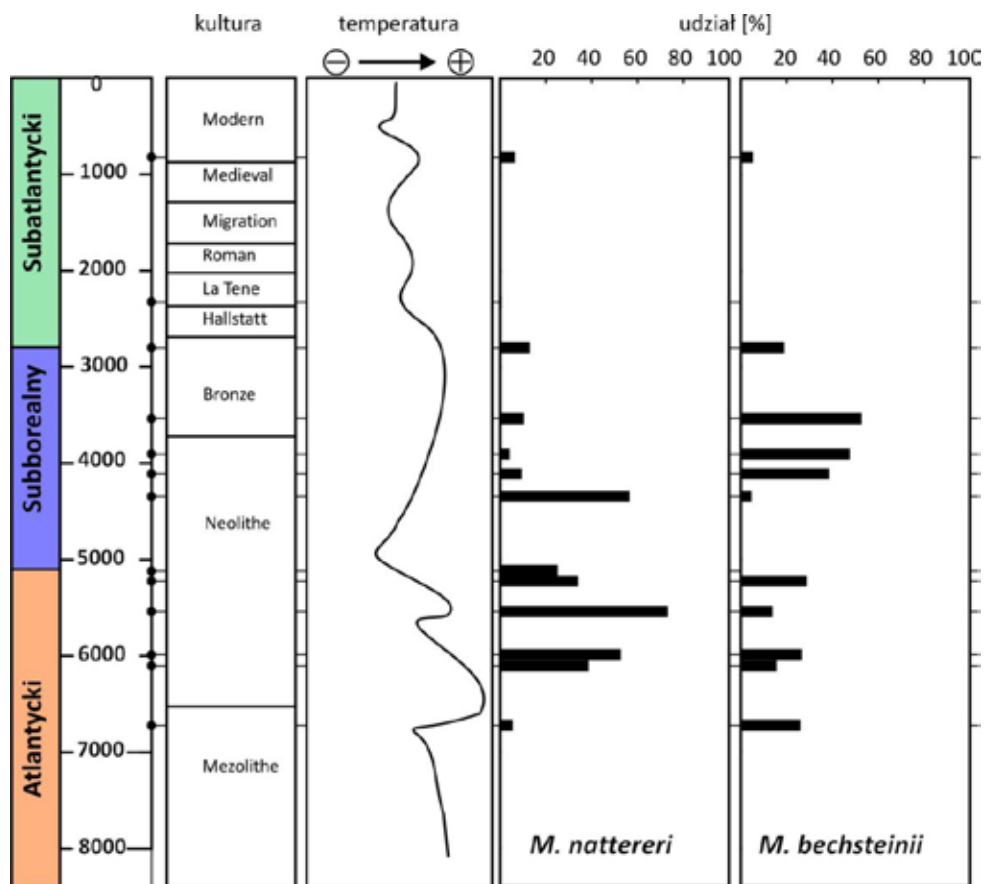 kultura temperatura udział [%]
20 40 60 80 100 20 40 60 80 100
0
1000
2000
3000
4000
5000
6000
7000
8000
Subatlantycki
Subborealny
Atlantycki
Modern
Medieval
Migration
Roman
La Tene
Hallstatt
Bronze
Neolithe
Mezolithe
− +
M. nattereri M. bechsteinii